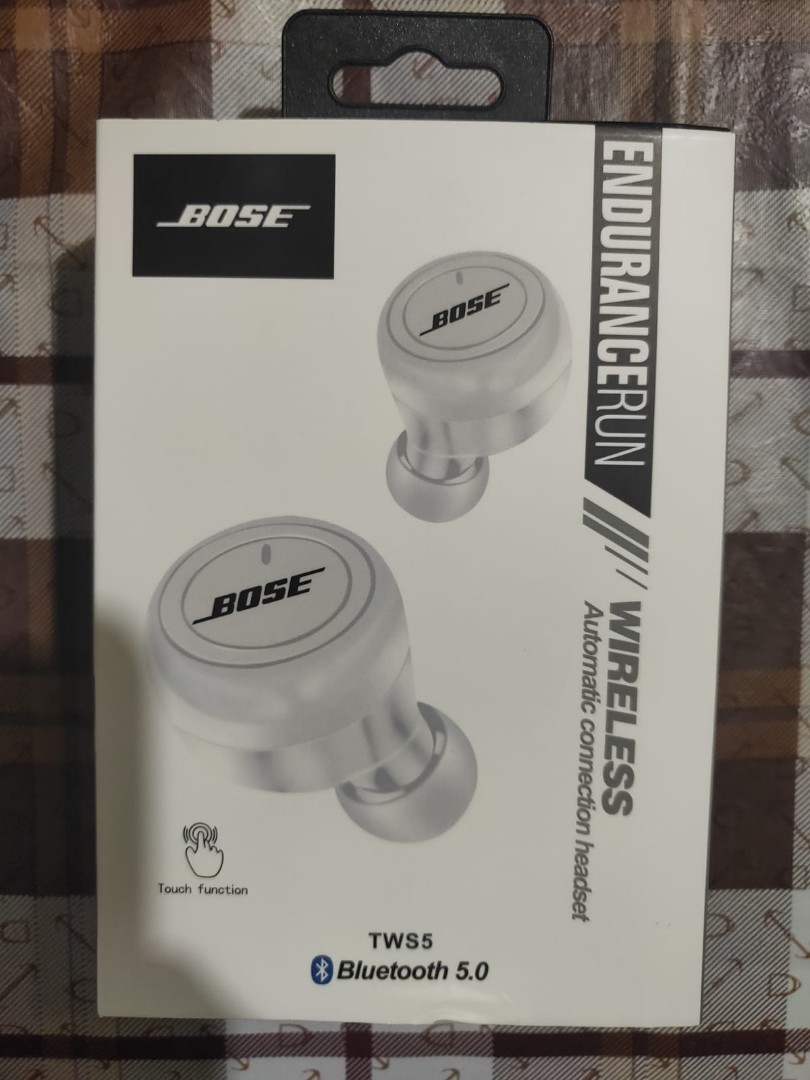 BOSE
BOSE
BOSE
ENDURANCERUN
WIRELESS
Automatic connection headset
Touch function
TWS5
Bluetooth 5.0